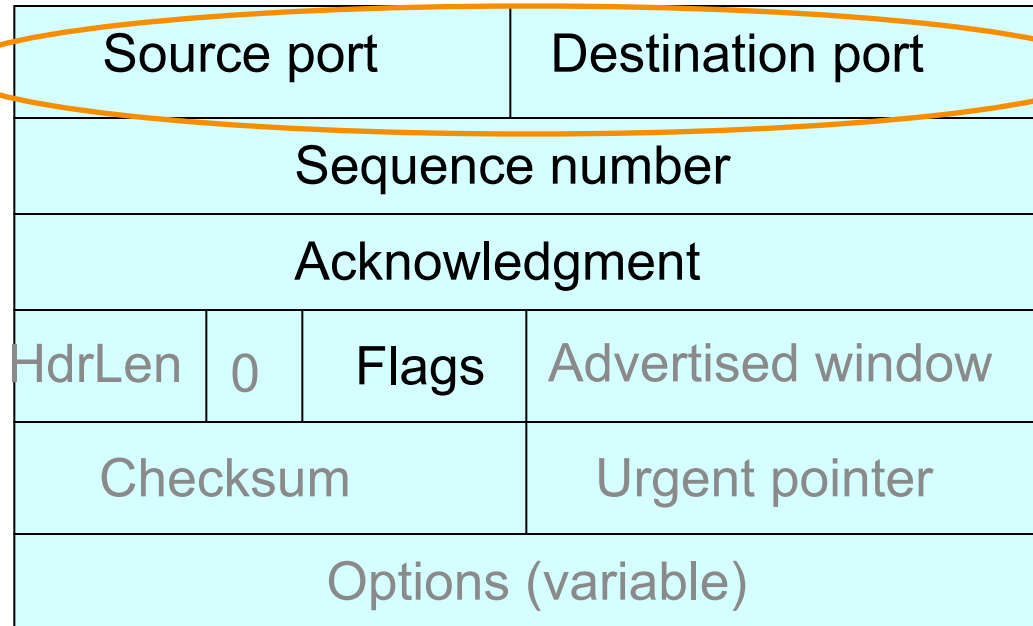 Source port Destination port
Sequence number
Acknowledgment
HdrLen 0 Flags Advertised window
Checksum Urgent pointer
Options (variable)